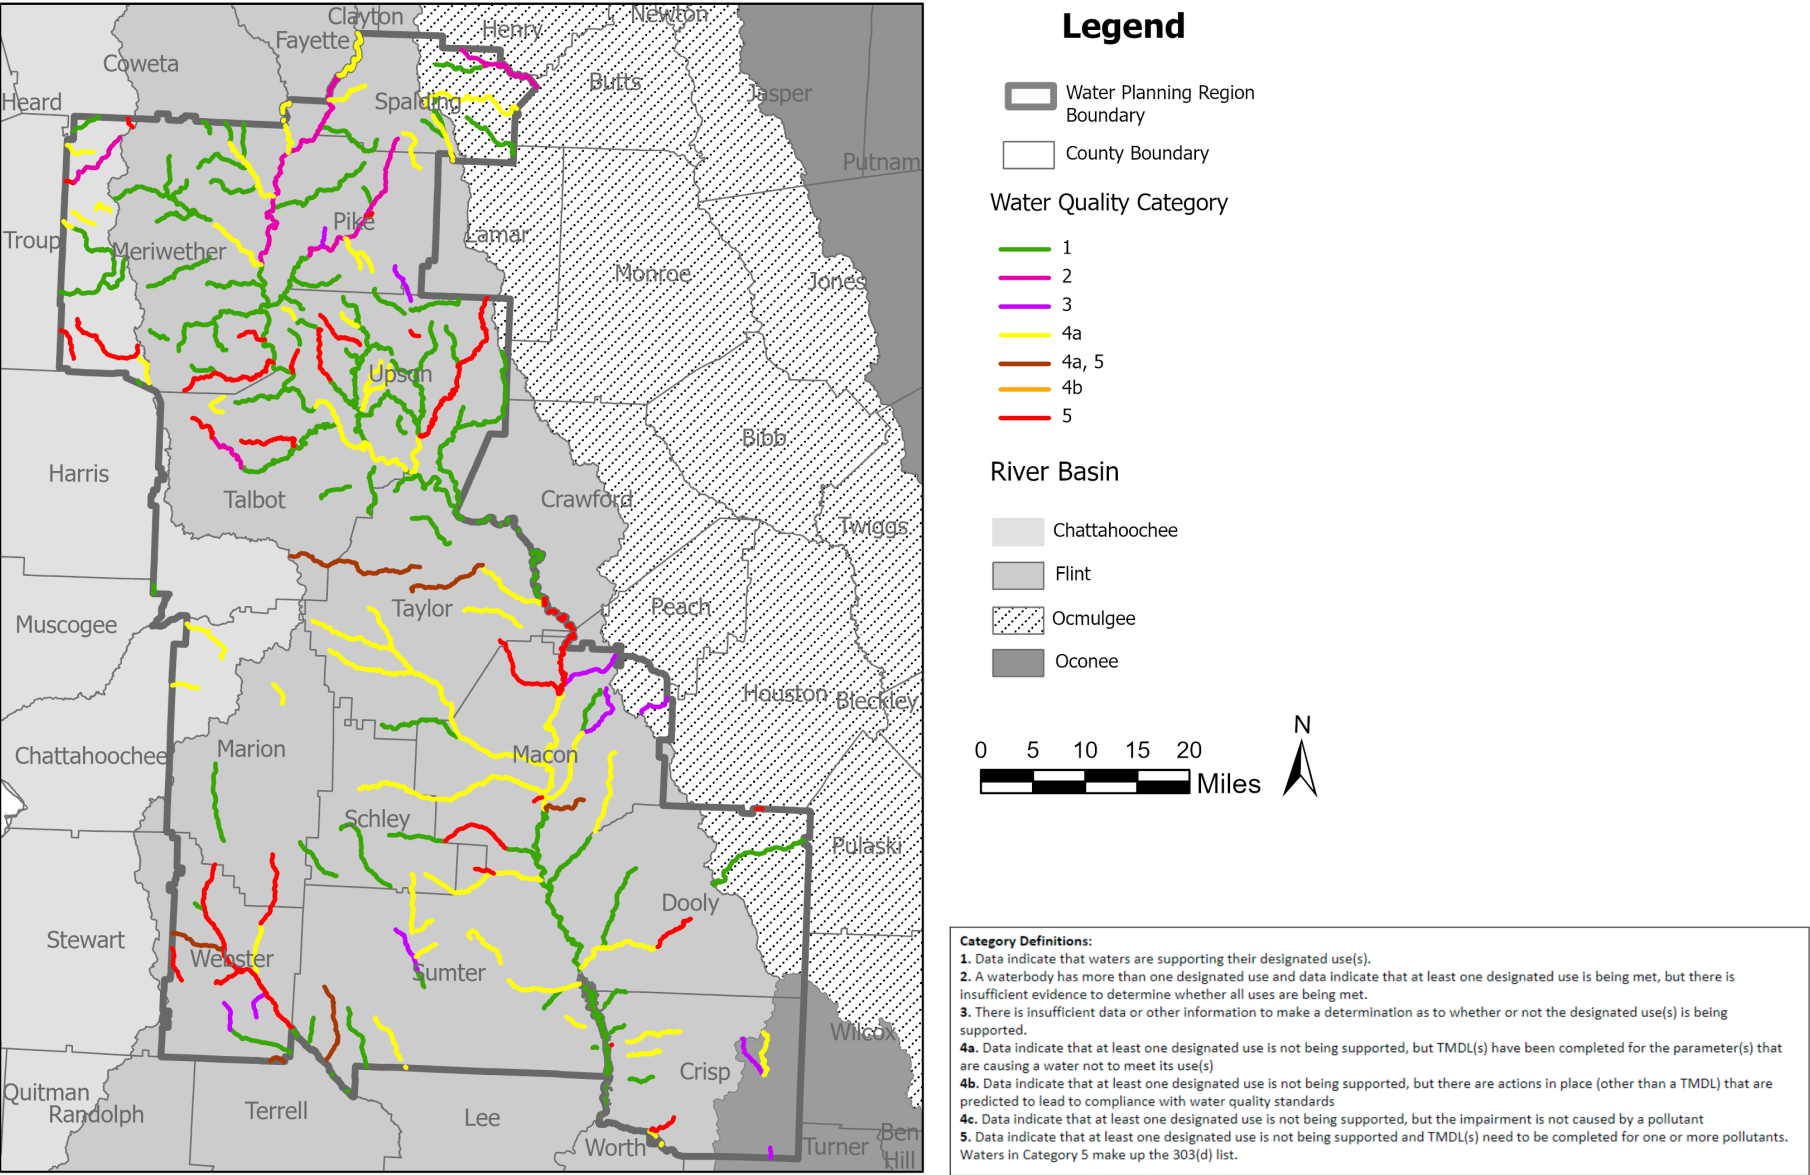 Clayton
Newton
Henry
Fayette
Coweta
Butts
Jasper
Heard
Spalding
Putnam
Pike
Troup
Lamar
Meriwether
Monroe
Jones
Upson
Bibb
Harris
Talbot
Crawford
Twiggs
Taylor
Peach
Muscogee
Houston
Bleckley
Marion
Macon
Chattahoochee
Schley
Pulaski
Dooly
Stewart
Webster
Sumter
Wilcox
Crisp
Quitman
Randolph
Terrell
Lee
Worth
Turner
Ben
Hill
Legend
Water Planning Region
Boundary
County Boundary
Water Quality Category
1
2
3
4a
4a, 5
4b
5
River Basin
Chattahoochee
Flint
Ocmulgee
Oconee
N
0 5 10 15 20
Miles
Category Definitions:
1. Data indicate that waters are supporting their designated use(s).
2. A waterbody has more than one designated use and data indicate that at least one designated use is being met, but there is
insufficient evidence to determine whether all uses are being met.
3. There is insufficient data or other information to make a determination as to whether or not the designated use(s) is being
supported.
4a. Data indicate that at least one designated use is not being supported, but TMDL(s) have been completed for the parameter(s) that
are causing a water not to meet its use(s)
4b. Data indicate that at least one designated use is not being supported, but there are actions in place (other than a TMDL) that are
predicted to lead to compliance with water quality standards
4c. Data indicate that at least one designated use is not being supported, but the impairment is not caused by a pollutant
5. Data indicate that at least one designated use is not being supported and TMDL(s) need to be completed for one or more pollutants.
Waters in Category 5 make up the 303(d) list.